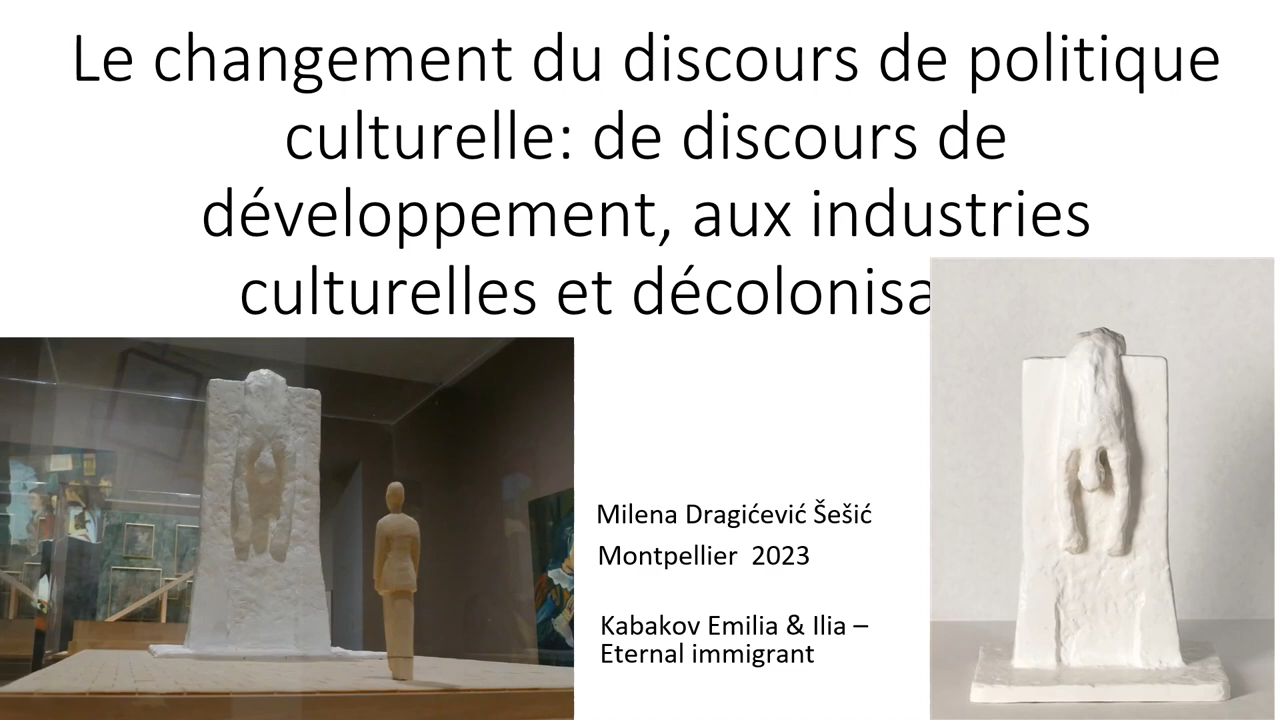 Le changement du discours de politique
culturelle: de discours de
développement, aux industries
culturelles et décolonisa
Milena Dragićević Šešić
Montpellier 2023
Kabakov Emilia & Ilia –
Eternal immigrant